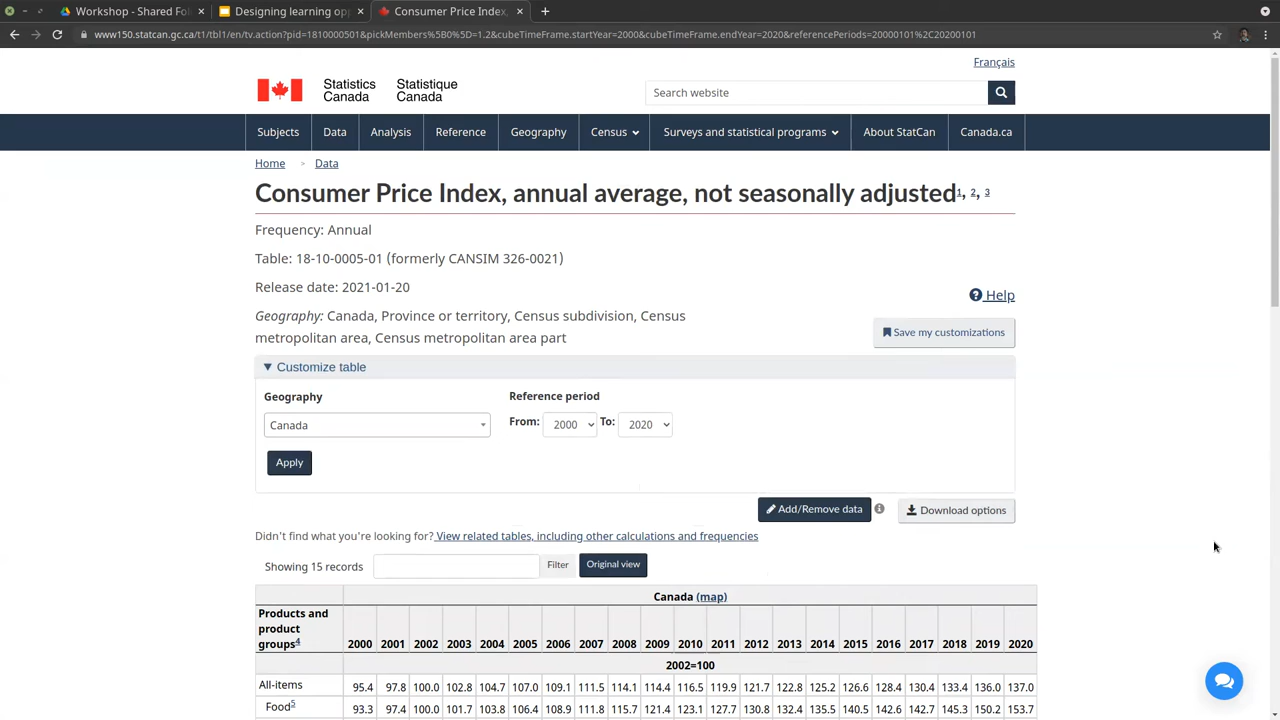 Workshop - Shared Fol
Designing learning opp
Consumer Price Index,
www150.statcan.gc.ca/t1/tbl1/en/tv.action?pid=1810000501&pickMembers%5B0%5D=1.2&cubeTimeFrame.startYear=2000&cubeTimeFrame.endYear=2020&referencePeriods=20000101%2C20200101
Français
Statistics Canada
Statistique Canada
Search website
Subjects Data Analysis Reference Geography Census Surveys and statistical programs About StatCan Canada.ca
Home > Data
Consumer Price Index, annual average, not seasonally adjusted1, 2, 3
Frequency: Annual
Table: 18-10-0005-01 (formerly CANSIM 326-0021)
Release date: 2021-01-20
Help
Geography: Canada, Province or territory, Census subdivision, Census
metropolitan area, Census metropolitan area part
Save my customizations
▼ Customize table
Geography
Reference period
Canada
From: 2000 To: 2020
Apply
Add/Remove data
Download options
Didn't find what you're looking for? View related tables, including other calculations and frequencies
Showing 15 records
Filter
Original view
Canada (map)
Products and product groups4
2000 2001 2002 2003 2004 2005 2006 2007 2008 2009 2010 2011 2012 2013 2014 2015 2016 2017 2018 2019 2020
2002=100
All-items 95.4 97.8 100.0 102.8 104.7 107.0 109.1 111.5 114.1 114.4 116.5 119.9 121.7 122.8 125.2 126.6 128.4 130.4 133.4 136.0 137.0
Food5 93.3 97.4 100.0 101.7 103.8 106.4 108.9 111.8 115.7 121.4 123.1 127.7 130.8 132.4 135.5 140.5 142.6 142.7 145.3 150.2 153.7